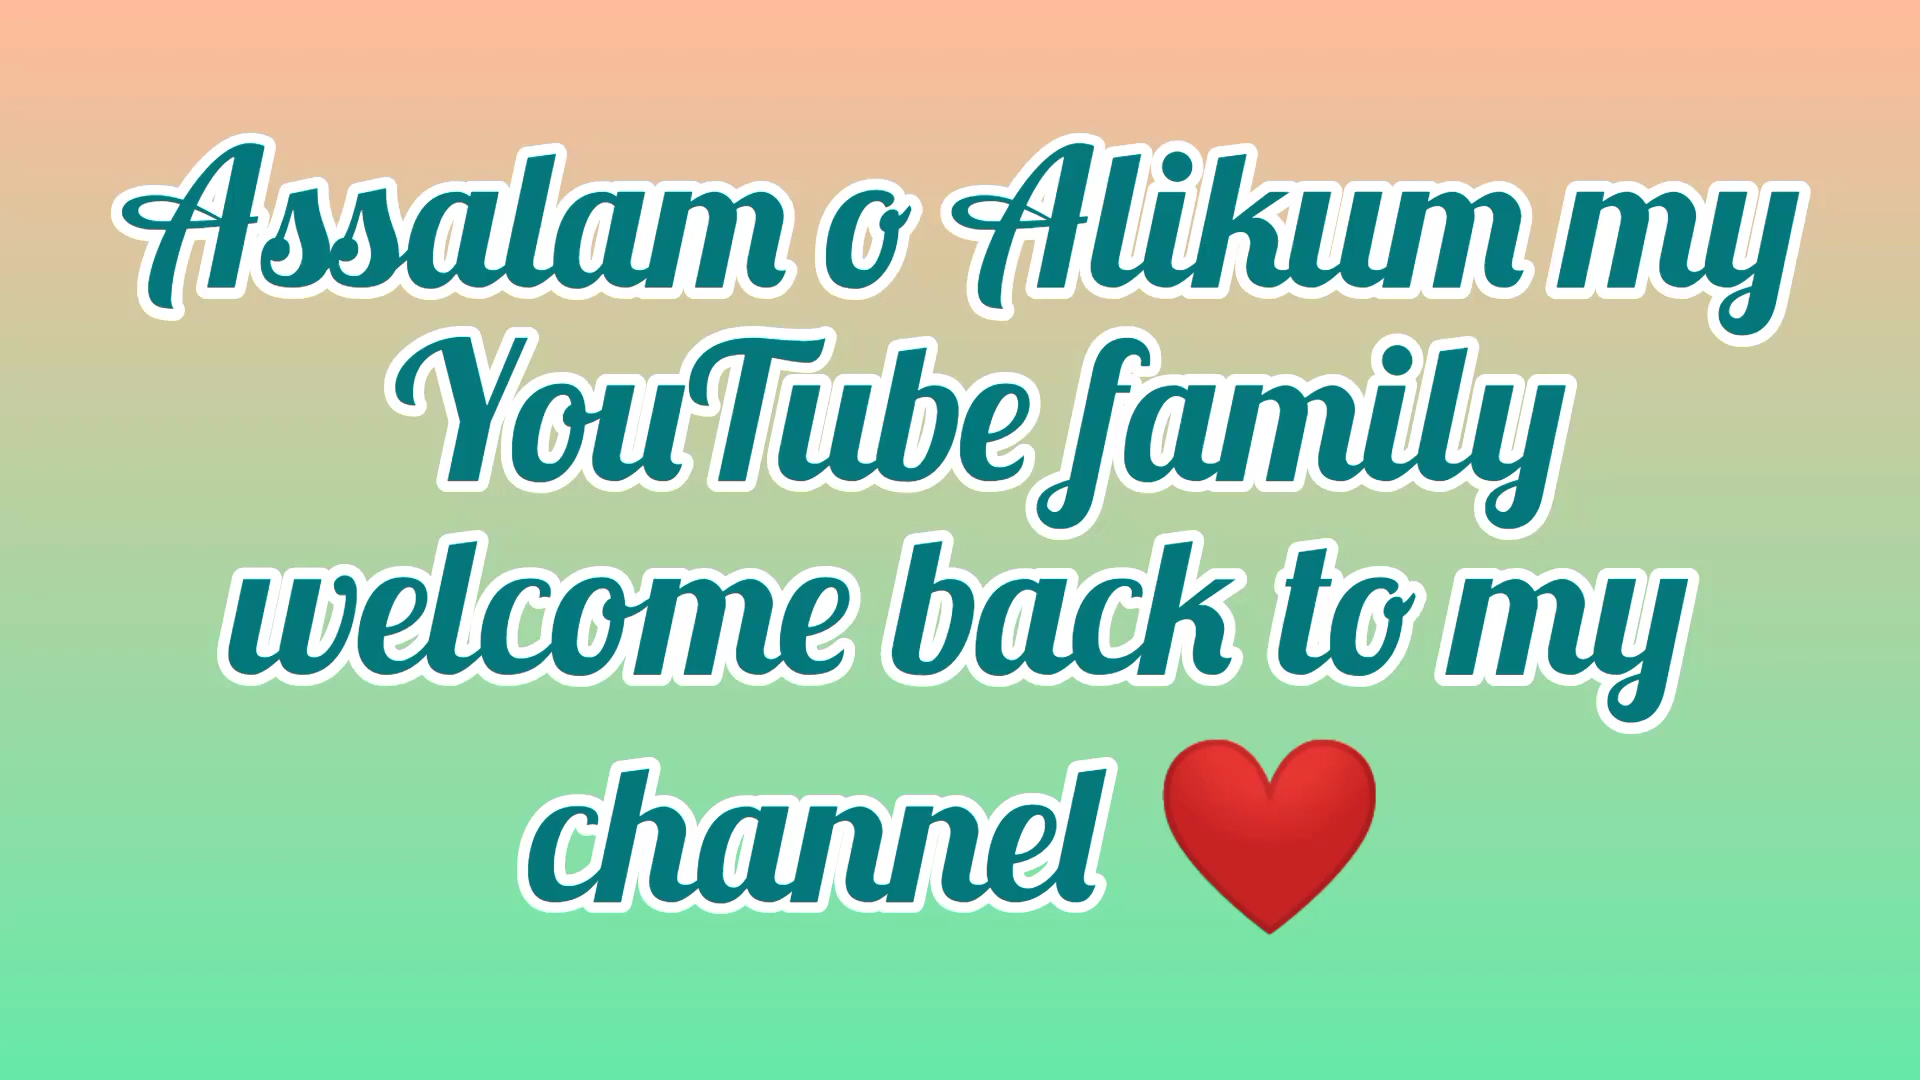 Assalam o Alikum my
YouTube family
welcome back to my
channel ❤️